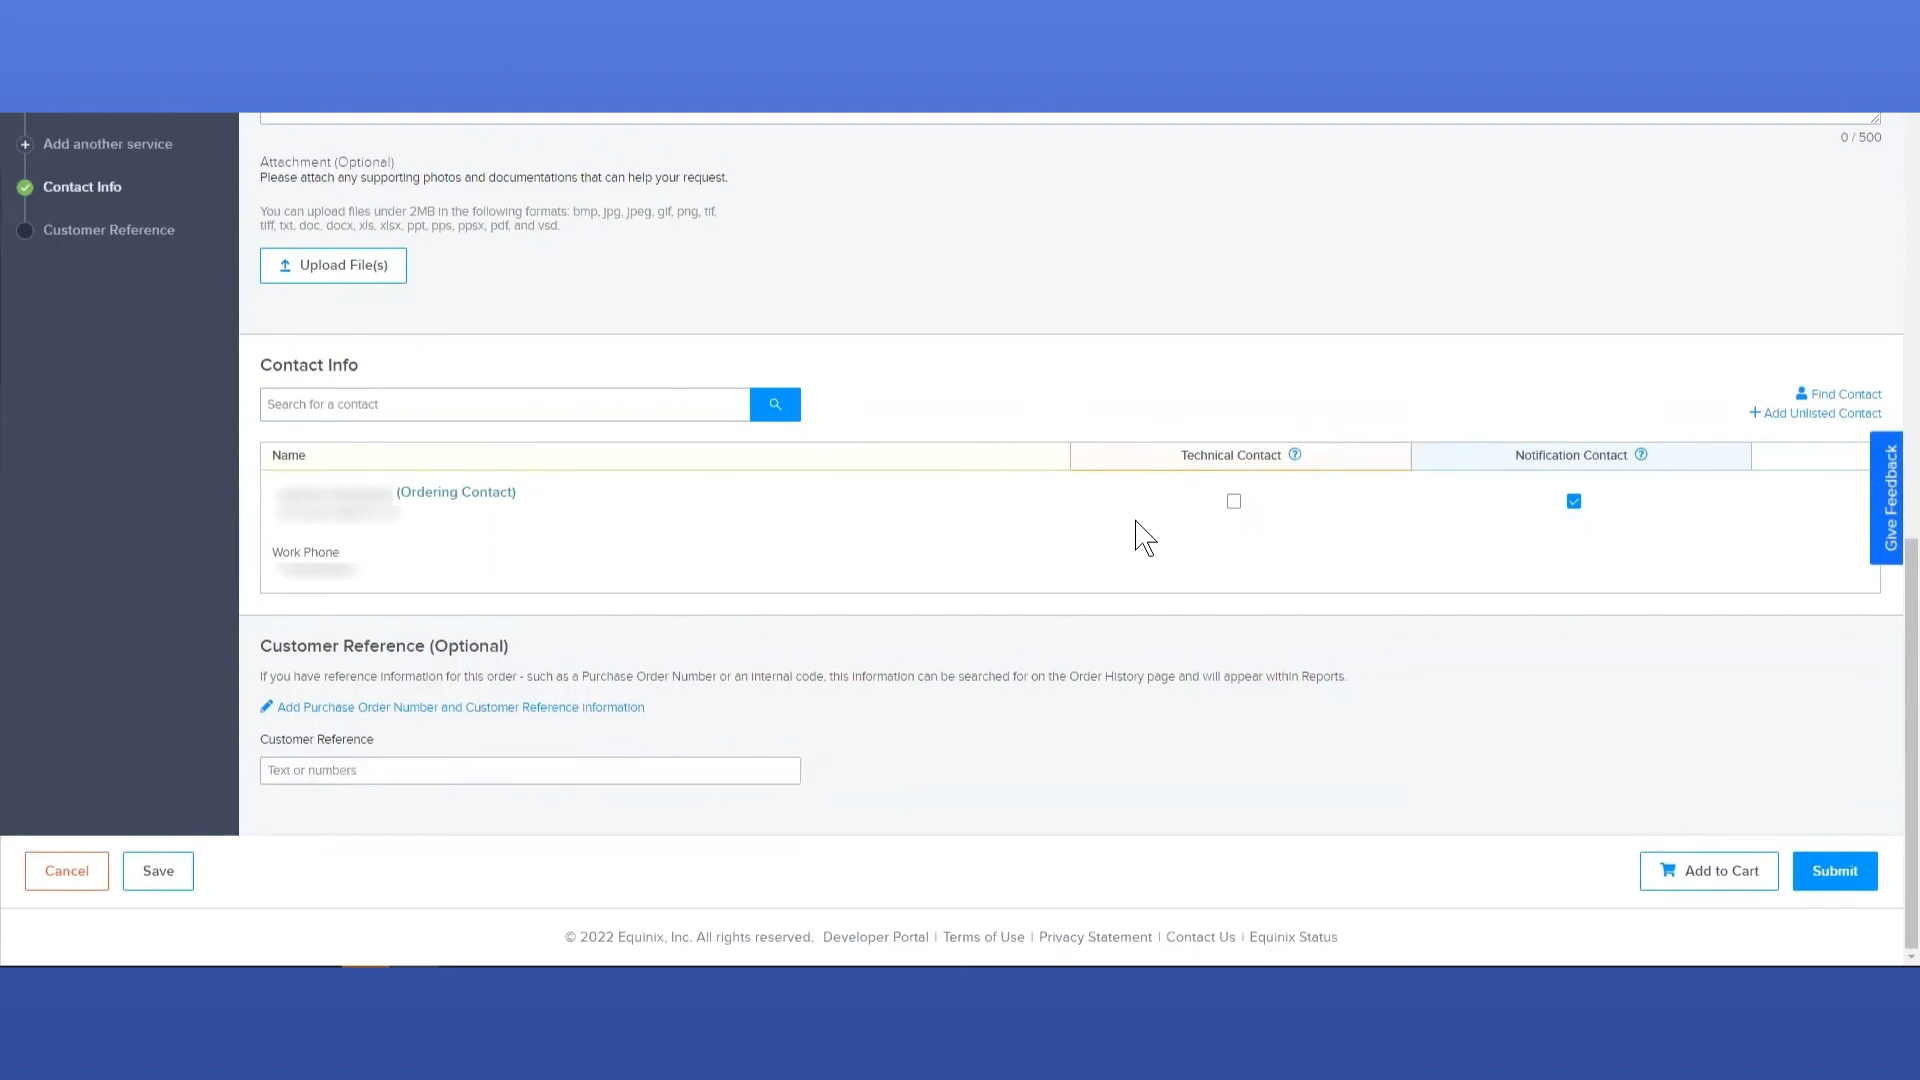 Add another service
Contact Info
Customer Reference
0 / 500
Attachment (Optional)
Please attach any supporting photos and documentations that can help your request.
You can upload files under 2MB in the following formats: bmp, jpg, jpeg, gif, png, tif,
tiff, txt, doc, docx, xls, xlsx, ppt, pps, ppsx, pdf, and vsd.
Upload File(s)
Contact Info
Search for a contact
Find Contact
Add Unlisted Contact
Name
Technical Contact
Notification Contact
(Ordering Contact)
Work Phone
Give Feedback
Customer Reference (Optional)
If you have reference information for this order - such as a Purchase Order Number or an internal code, this information can be searched for on the Order History page and will appear within Reports.
Add Purchase Order Number and Customer Reference information
Customer Reference
Text or numbers
Cancel
Save
Add to Cart
Submit
© 2022 Equinix, Inc. All rights reserved. Developer Portal | Terms of Use | Privacy Statement | Contact Us | Equinix Status